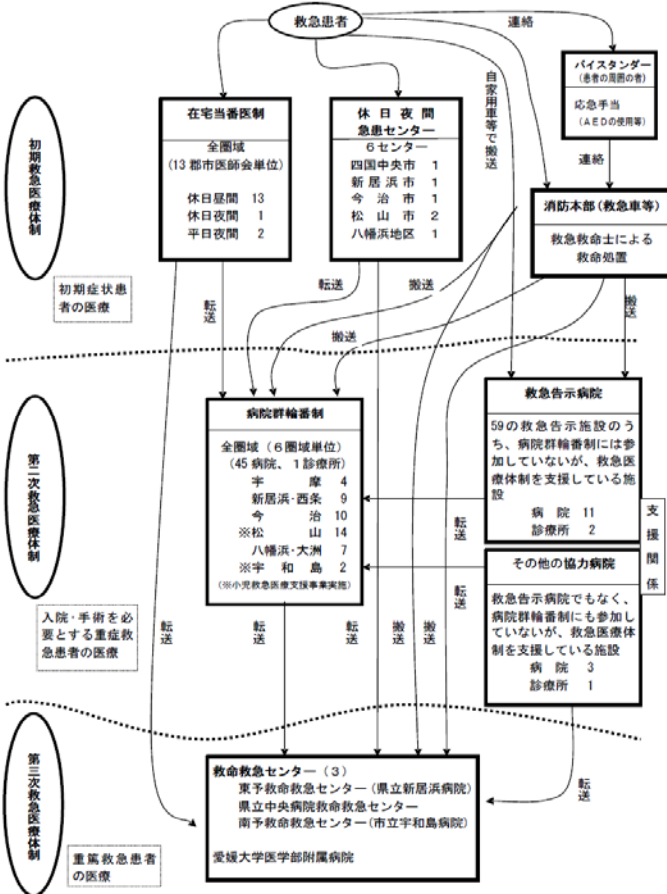 救急患者
連絡
バイスタンダー
(患者の周囲の者)
応急手当
(AEDの使用等)
連絡
自家用車等で搬送
初期救急医療体制
在宅当番医制
全圏域
(13郡市医師会単位)
休日昼間 13
休日夜間 1
平日夜間 2
休日夜間
急患センター
6センター
四国中央市 1
新居浜市 1
今治市 1
松山市 2
八幡浜地区 1
消防本部(救急車等)
救急救命士による
救命処置
初期症状患
者の医療
転送
転送
搬送
搬送
搬送
第二次救急医療体制
病院群輪番制
全圏域(6圏域単位)
(45病院、1診療所)
宇摩 4
新居浜・西条 9
今治 10
※松山 14
八幡浜・大洲 7
※宇和島 2
(※小児救急医療支援事業実施)
救急告示病院
59の救急告示施設のう
ち、病院群輪番制には参
加していないが、救急医
療体制を支援している施
設
病院 11
診療所 2
支援関係
転送
その他の協力病院
救急告示病院でもなく、
病院群輪番制にも参加し
ていないが、救急医療体
制を支援している施設
病院 3
診療所 1
転送
入院・手術を必
要とする重症救
急患者の医療
転送
転送
転送
搬送
搬送
転送
第三次救急医療体制
救命救急センター(3)
東予救命救急センター(県立新居浜病院)
県立中央病院救命救急センター
南予救命救急センター(市立宇和島病院)
愛媛大学医学部附属病院
重篤救急患者
の医療